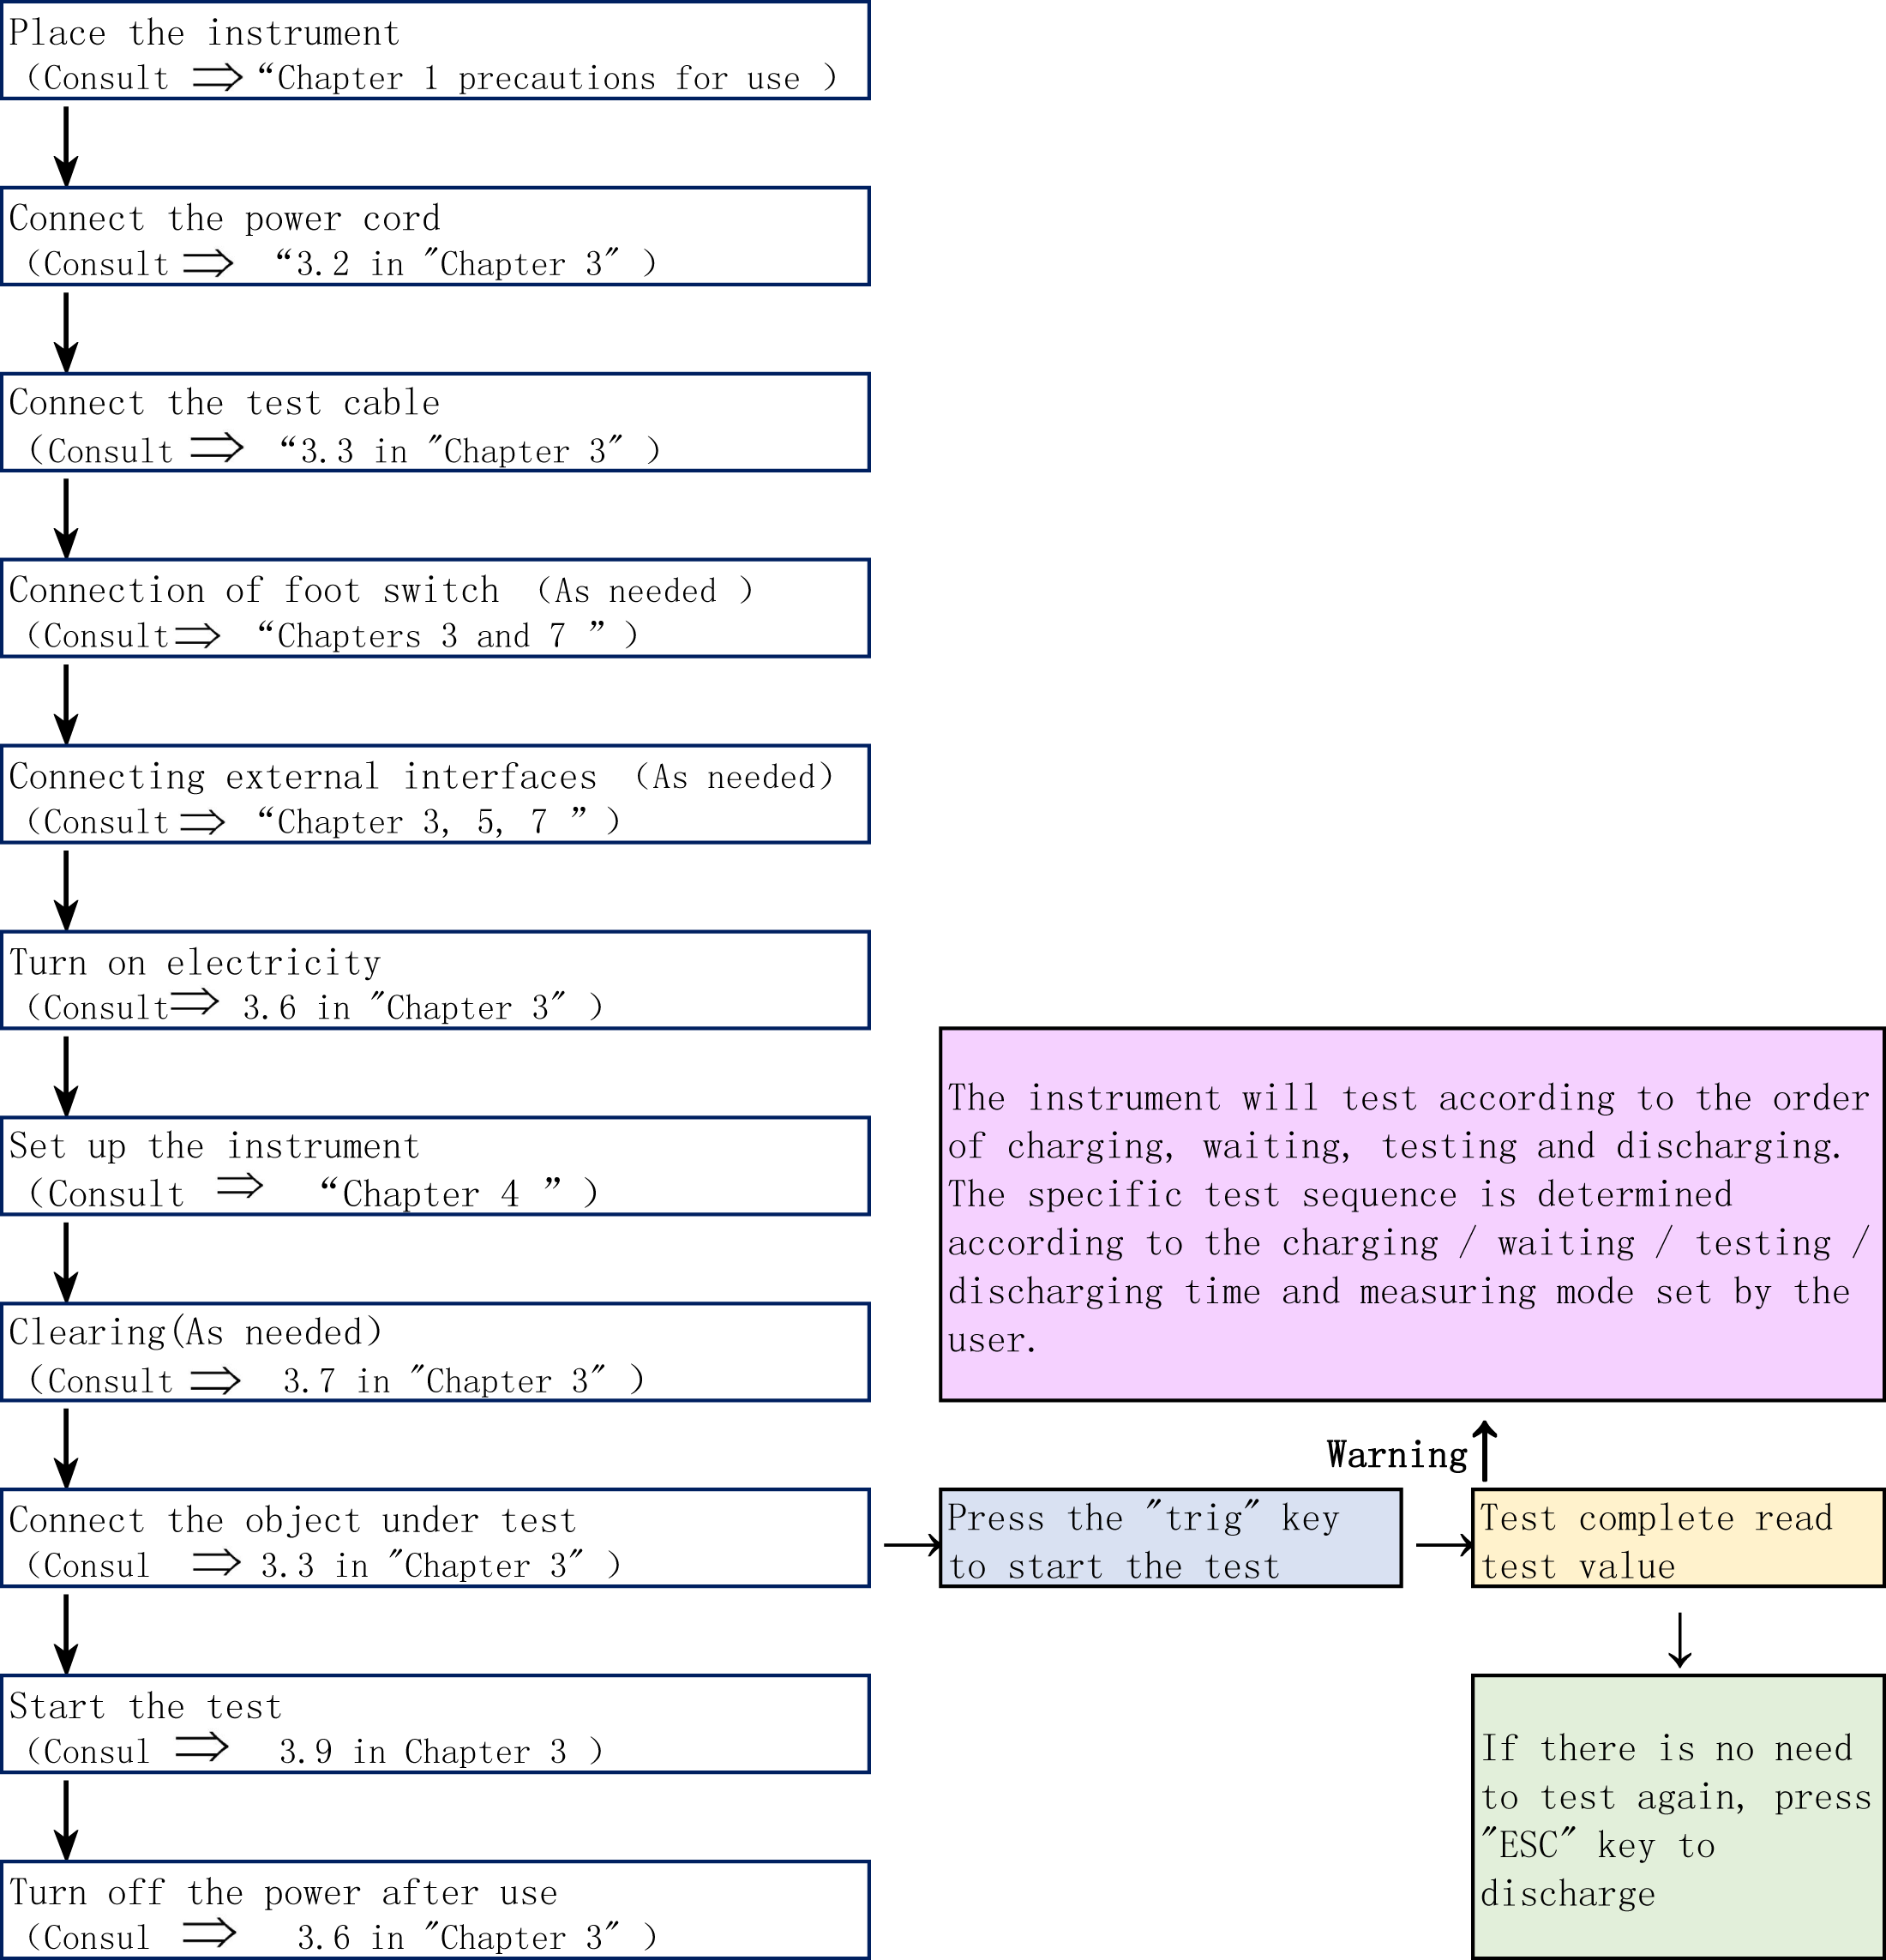 Place the instrument
（Consult ⇒ “Chapter 1 precautions for use ）
Connect the power cord
（Consult ⇒ “3.2 in "Chapter 3" ）
Connect the test cable
（Consult ⇒ “3.3 in "Chapter 3" ）
Connection of foot switch （As needed ）
（Consult⇒ “Chapters 3 and 7 ” ）
Connecting external interfaces （As needed）
（Consult ⇒ “Chapter 3, 5, 7 ” ）
Turn on electricity
（Consult⇒ 3.6 in "Chapter 3" ）
Set up the instrument
（Consult ⇒ “Chapter 4 ” ）
Clearing(As needed)
（Consult ⇒ 3.7 in "Chapter 3" ）
Connect the object under test
（Consul ⇒ 3.3 in "Chapter 3" ）
Start the test
（Consul ⇒ 3.9 in Chapter 3 ）
Turn off the power after use
（Consul ⇒ 3.6 in "Chapter 3" ）
The instrument will test according to the order
of charging, waiting, testing and discharging.
The specific test sequence is determined
according to the charging / waiting / testing /
discharging time and measuring mode set by the
user.
Warning
Press the "trig" key
to start the test
Test complete read
test value
If there is no need
to test again, press
"ESC" key to
discharge